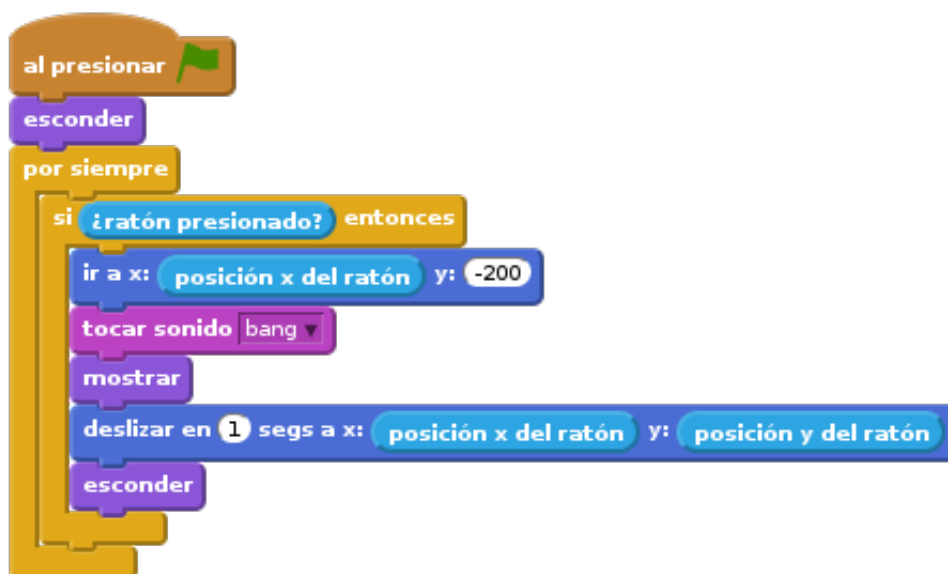 al presionar
esconder
por siempre
si ¿ratón presionado? entonces
ir a x: posición x del ratón y: -200
tocar sonido bang
mostrar
deslizar en 1 segs a x: posición x del ratón y: posición y del ratón
esconder